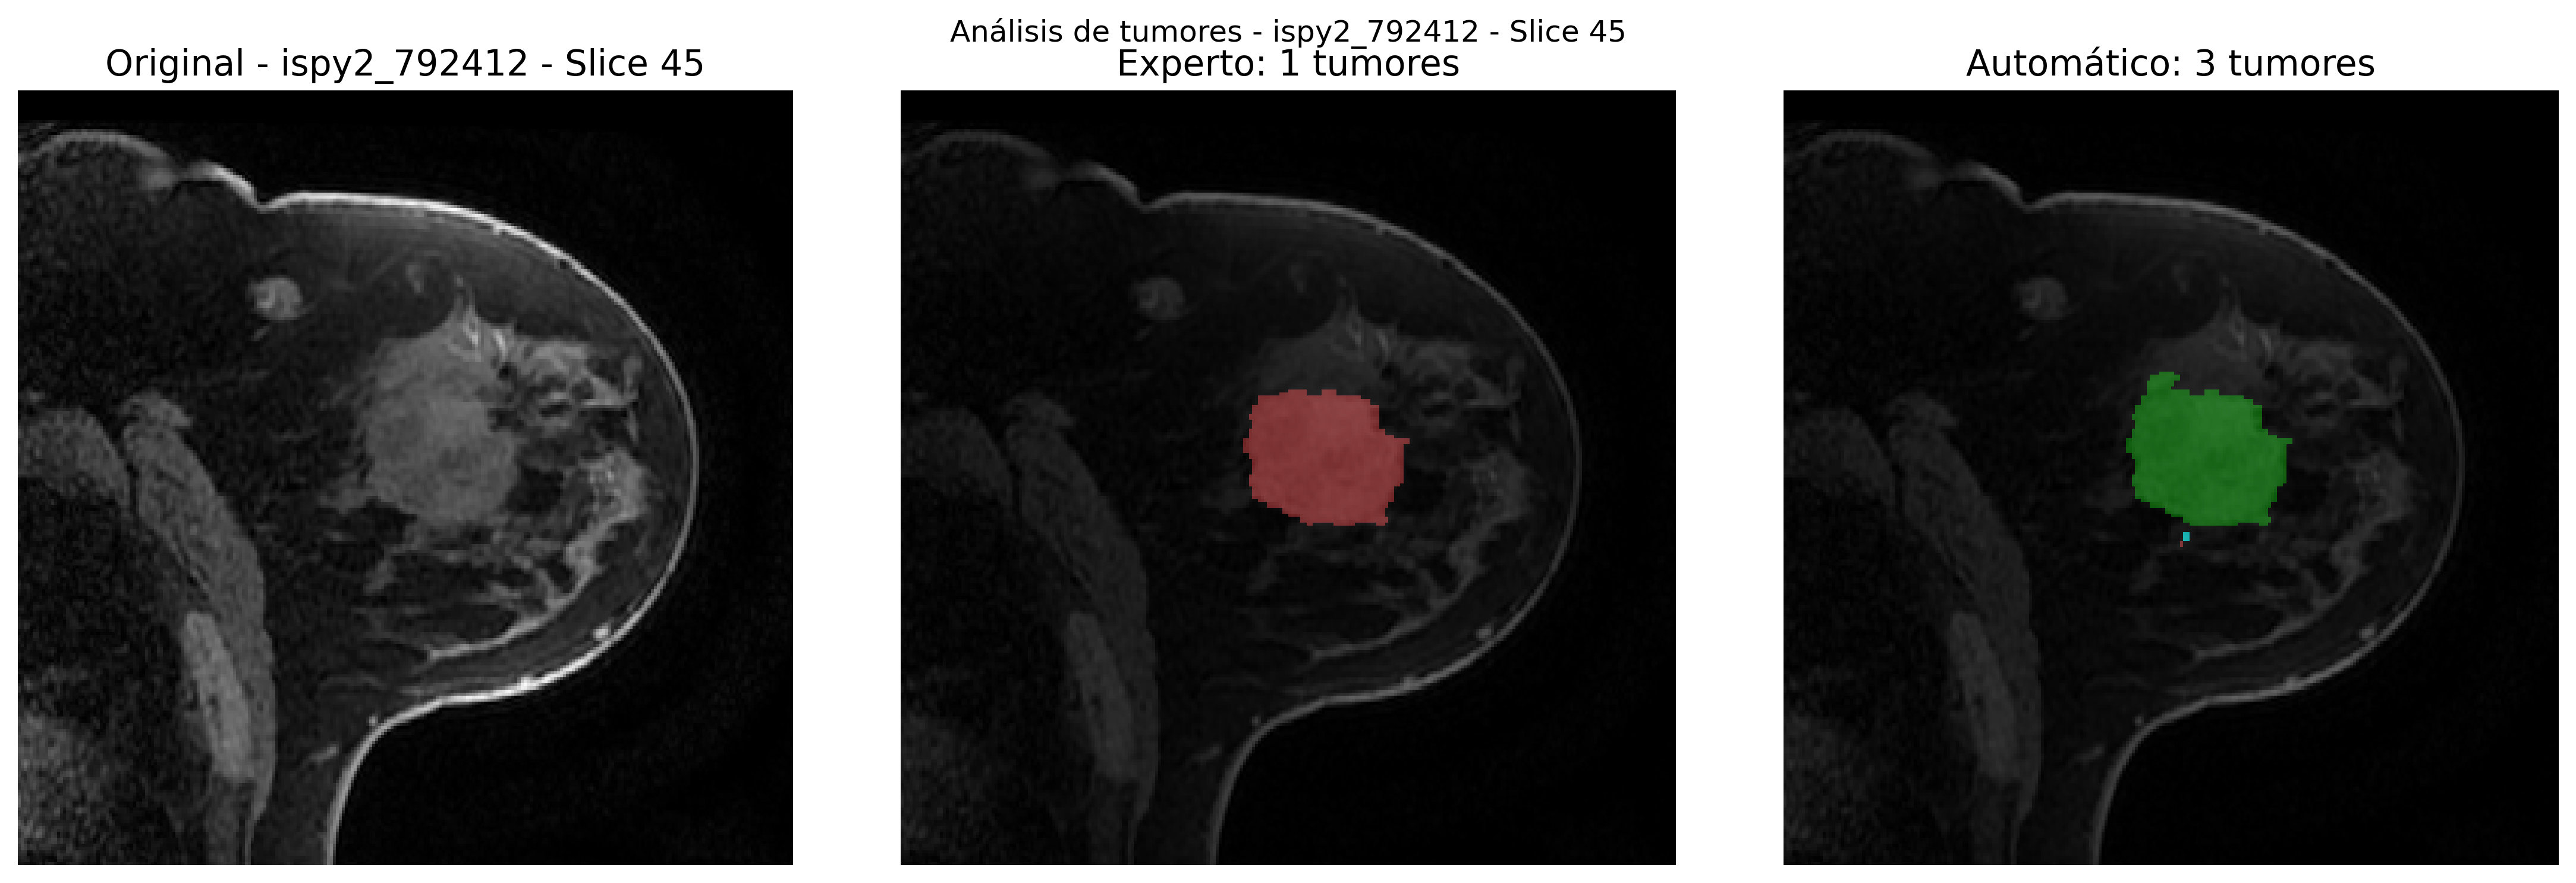 Análisis de tumores - ispy2_792412 - Slice 45
Original - ispy2_792412 - Slice 45
Experto: 1 tumores
Automático: 3 tumores